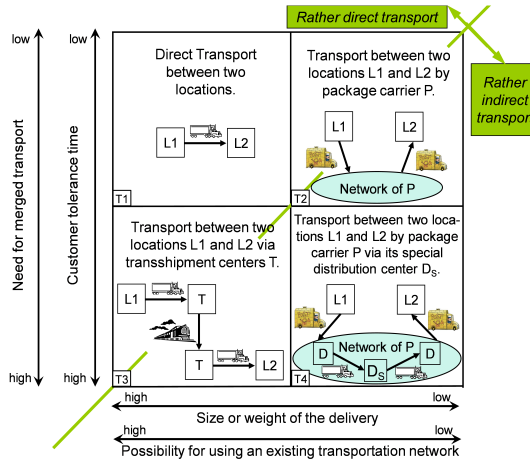 Rather direct transport
Rather
indirect
transport
low
low
high
high
Need for merged transport
Customer tolerance time
Direct Transport
between two
locations.
L1
L2
T1
Transport between two
locations L1 and L2 by
package carrier P.
L1
L2
Network of P
T2
Transport between two
locations L1 and L2 via
transshipment centers T.
L1
T
T
L2
T3
Transport between two loca-
tions L1 and L2 by package
carrier P via its special
distribution center DS.
L1
L2
Network of P
D
D
DS
T4
high
low
Size or weight of the delivery
high
low
Possibility for using an existing transportation network